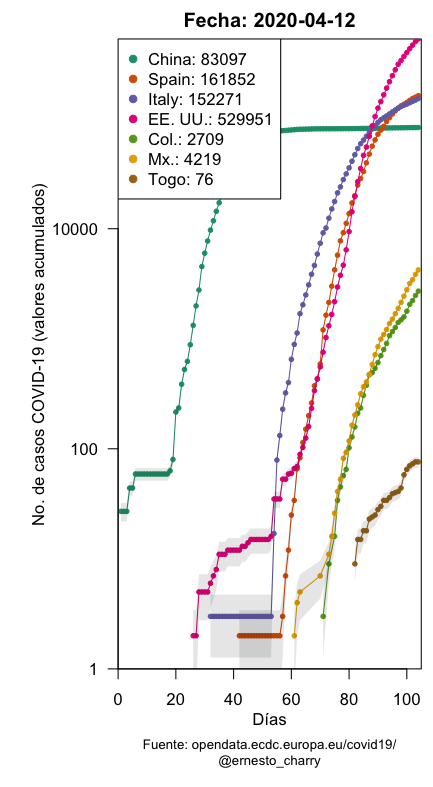 Fecha: 2020-04-12
China: 83097
Spain: 161852
Italy: 152271
EE. UU.: 529951
Col.: 2709
Mx.: 4219
Togo: 76
No. de casos COVID-19 (valores acumulados)
10000
100
1
0 20 40 60 80 100
Días
Fuente: opendata.ecdc.europa.eu/covid19/
@ernesto_charry